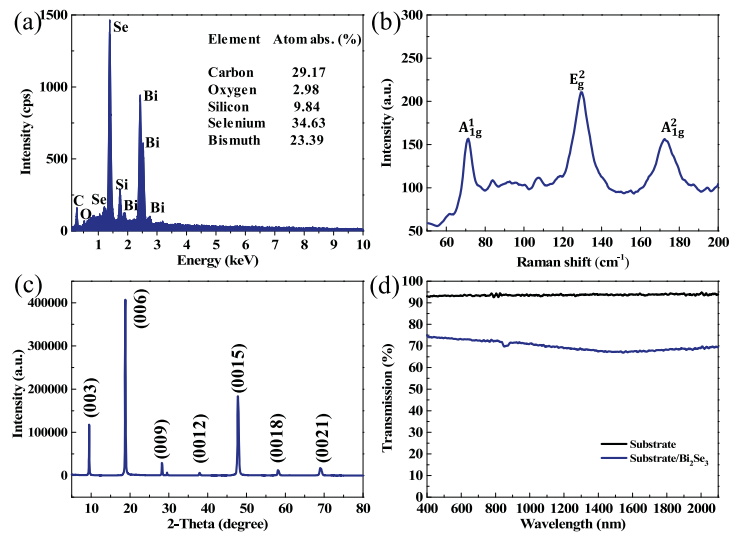 (a)
1500
1000
500
0
Intensity (cps)
Se
Bi
Bi
Si
Se
Bi
Bi
C
O
Element Atom abs. (%)
Carbon 29.17
Oxygen 2.98
Silicon 9.84
Selenium 34.63
Bismuth 23.39
1 2 3 4 5 6 7 8 9 10
Energy (keV)
(b)
300
250
200
150
100
50
Intensity (a.u.)
A¹₁g
E²g
A²₁g
60 80 100 120 140 160 180 200
Raman shift (cm⁻¹)
(c)
400000
300000
200000
100000
0
Intensity (a.u.)
(003)
(006)
(009)
(0012)
(0015)
(0018)
(0021)
10 20 30 40 50 60 70 80
2-Theta (degree)
(d)
100
90
80
70
60
50
40
30
20
10
0
Transmission (%)
Substrate
Substrate/Bi₂Se₃
400 600 800 1000 1200 1400 1600 1800 2000
Wavelength (nm)